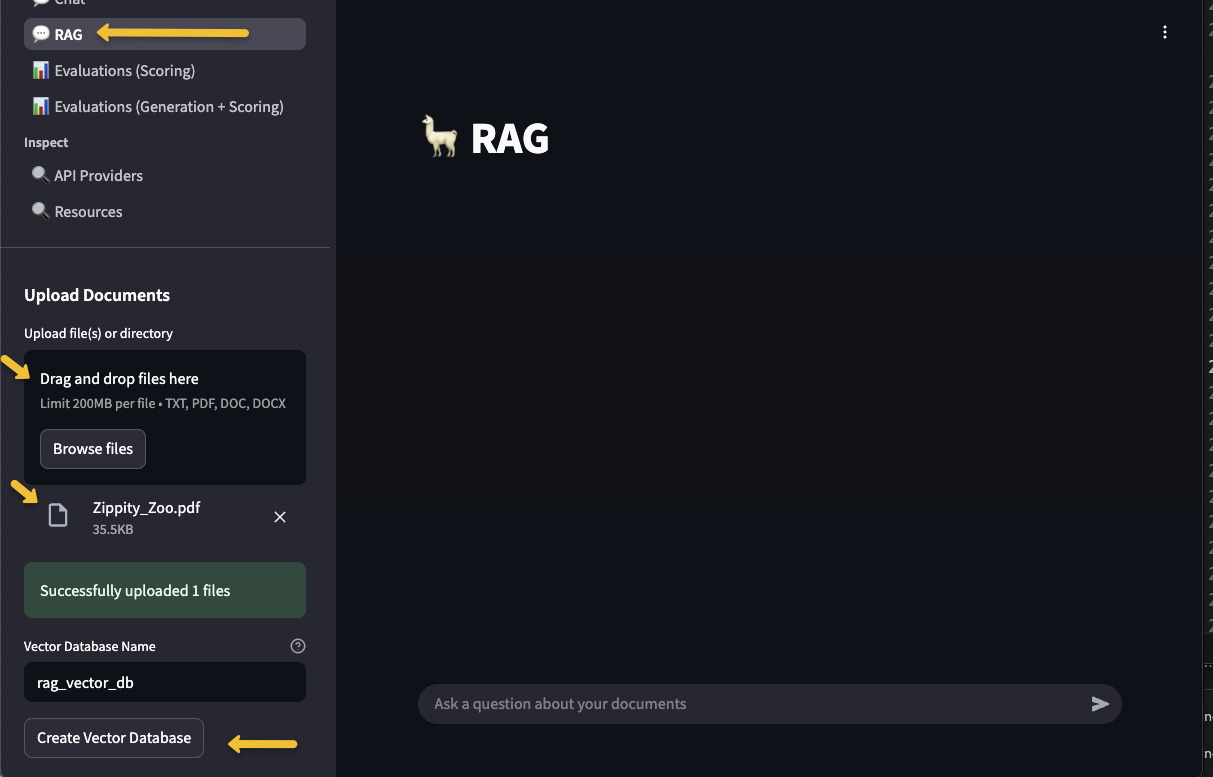 Chat
RAG
Evaluations (Scoring)
Evaluations (Generation + Scoring)
Inspect
API Providers
Resources
Upload Documents
Upload file(s) or directory
Drag and drop files here
Limit 200MB per file • TXT, PDF, DOC, DOCX
Browse files
Zippity_Zoo.pdf
35.5KB
Successfully uploaded 1 files
Vector Database Name
rag_vector_db
Create Vector Database
RAG
Ask a question about your documents